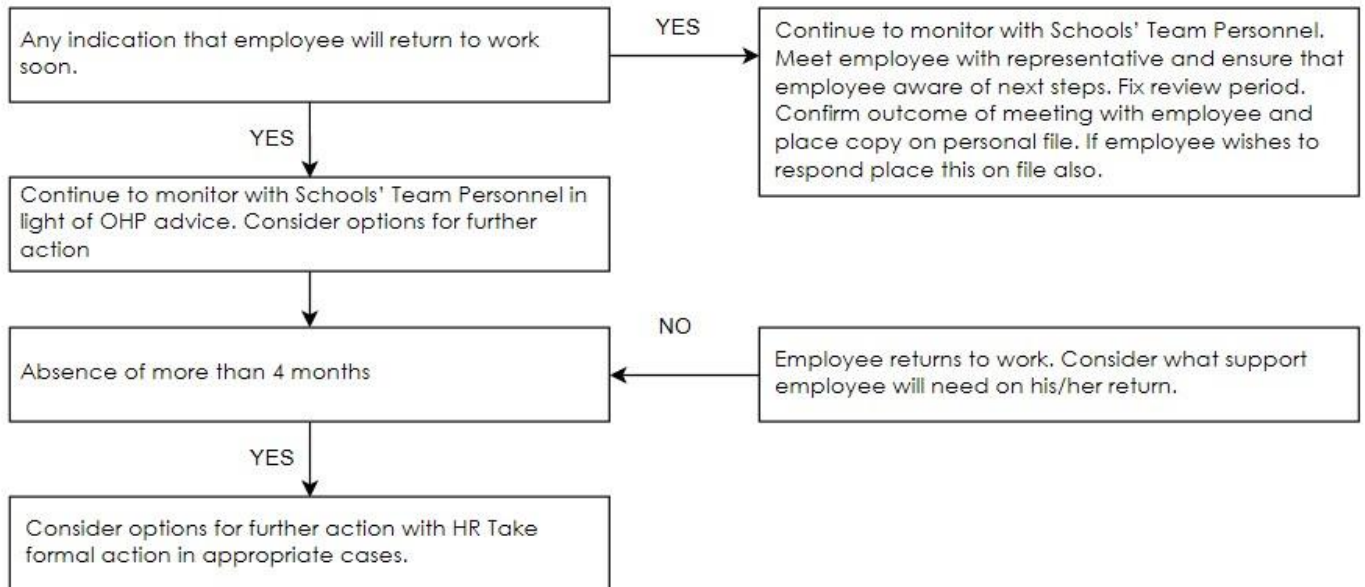 Any indication that employee will return to work
soon.
YES
Continue to monitor with Schools’ Team Personnel.
Meet employee with representative and ensure that
employee aware of next steps. Fix review period.
Confirm outcome of meeting with employee and
place copy on personal file. If employee wishes to
respond place this on file also.
YES
Continue to monitor with Schools’ Team Personnel in
light of OHP advice. Consider options for further
action
Absence of more than 4 months
NO
Employee returns to work. Consider what support
employee will need on his/her return.
YES
Consider options for further action with HR Take
formal action in appropriate cases.